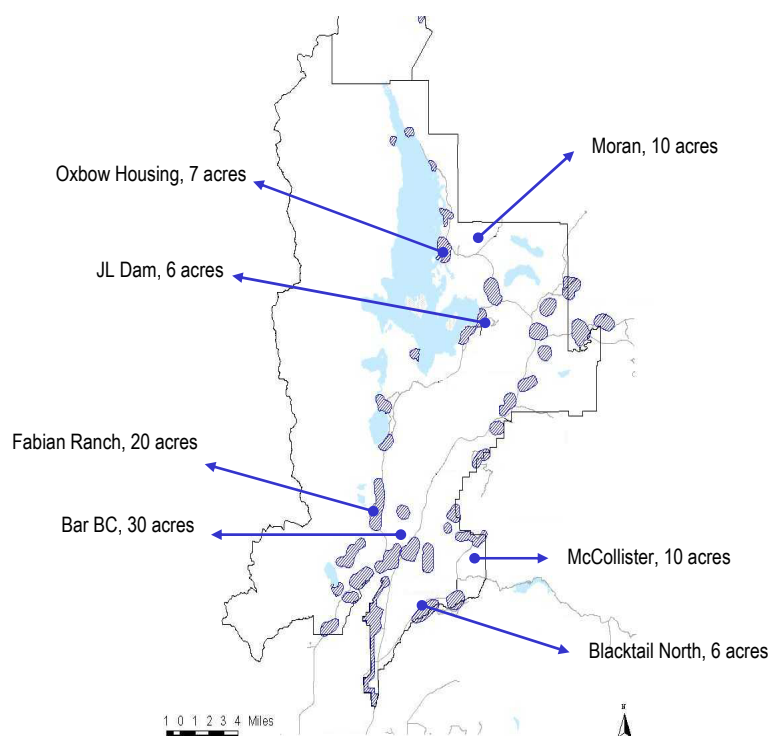 Moran, 10 acres
Oxbow Housing, 7 acres
JL Dam, 6 acres
Fabian Ranch, 20 acres
Bar BC, 30 acres
McCollister, 10 acres
Blacktail North, 6 acres
1 0 1 2 3 4 Miles
N